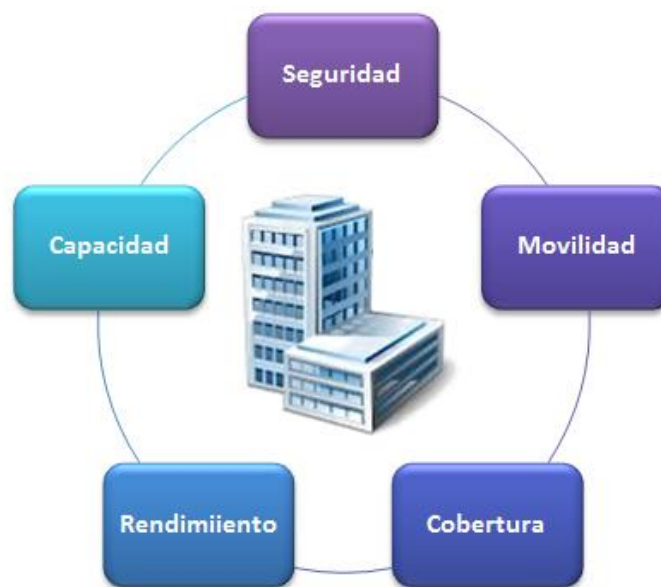 Seguridad
Capacidad
Movilidad
Rendimiiento
Cobertura